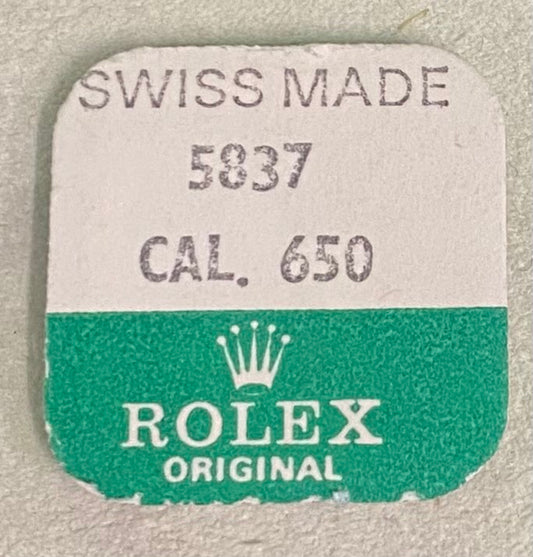 SWISS MADE
5837
CAL. 650
ROLEX
ORIGINAL